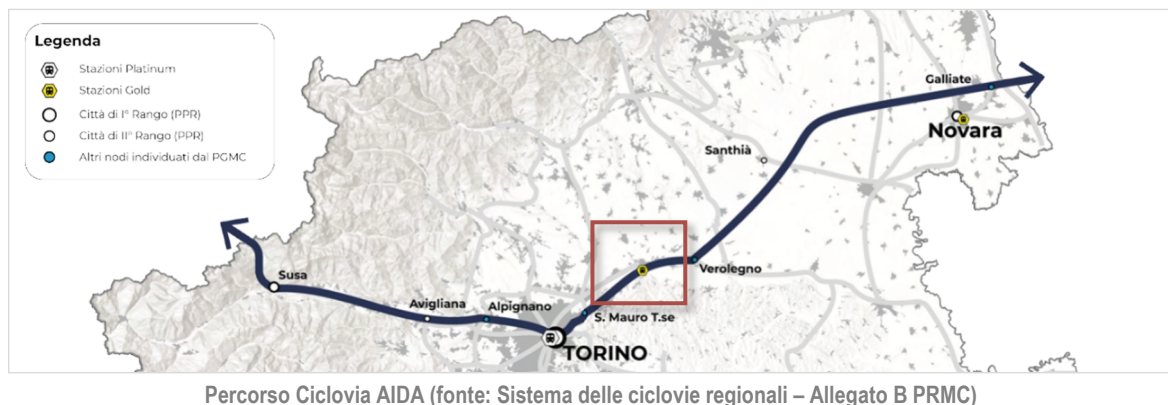 Legenda
Stazioni Platinum
Stazioni Gold
Città di I° Rango (PPR)
Città di II° Rango (PPR)
Altri nodi individuati dal PGMC
Galliate
Novara
Santhià
Verolegno
Susa
Avigliana
Alpignano
S. Mauro T.se
TORINO
Percorso Ciclovia AIDA (fonte: Sistema delle ciclovie regionali – Allegato B PRMC)